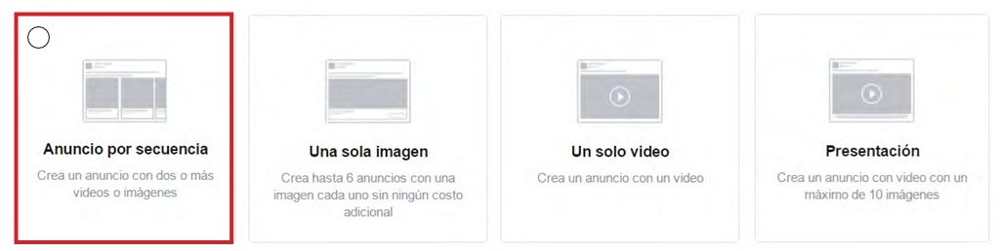 Anuncio por secuencia
Crea un anuncio con dos o más
videos o imágenes
Una sola imagen
Crea hasta 6 anuncios con una
imagen cada uno sin ningún costo
adicional
Un solo video
Crea un anuncio con un video
Presentación
Crea un anuncio con video con un
máximo de 10 imágenes